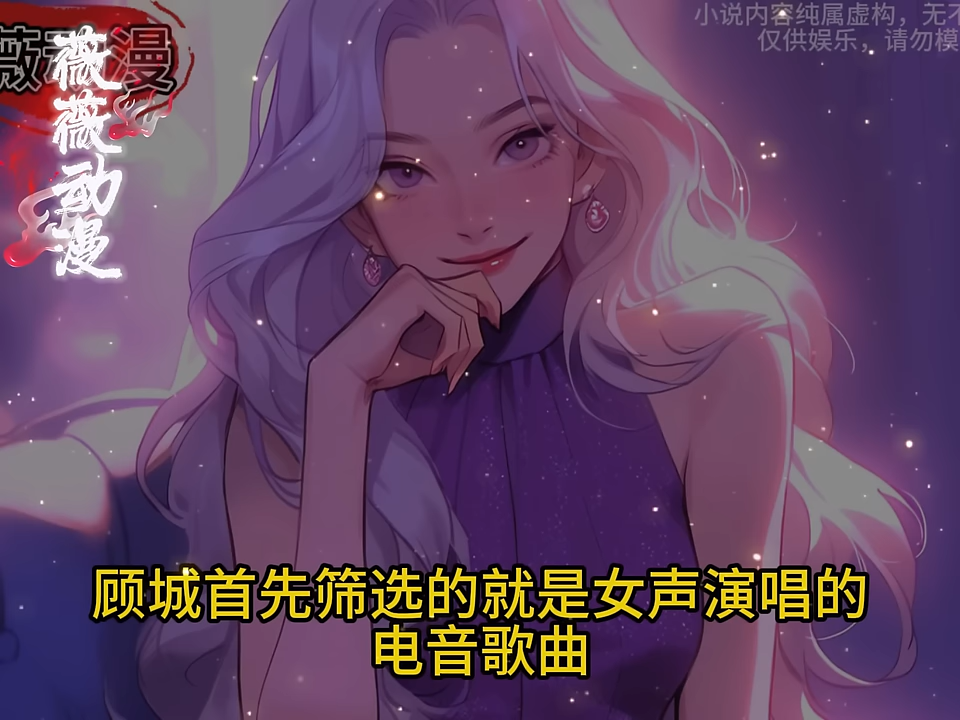 小说内容纯属虚构，无不
仅供娱乐，请勿模
薇 漫
薇薇动漫
顾城首先筛选的就是女声演唱的
电音歌曲